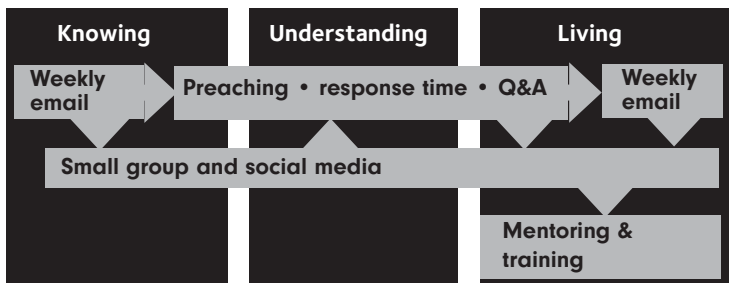 Knowing
Understanding
Living
Weekly
email
Preaching • response time • Q&A
Weekly
email
Small group and social media
Mentoring &
training